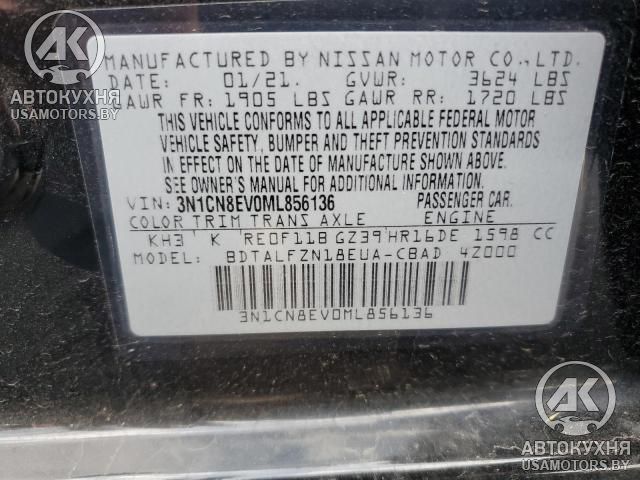 MANUFACTURED BY NISSAN MOTOR CO.,LTD.
DATE: 01/21. GVWR: 3624 LBS
GAWR FR: 1905 LBS GAWR RR: 1720 LBS
THIS VEHICLE CONFORMS TO ALL APPLICABLE FEDERAL MOTOR
VEHICLE SAFETY, BUMPER AND THEFT PREVENTION STANDARDS
IN EFFECT ON THE DATE OF MANUFACTURE SHOWN ABOVE.
SEE OWNER'S MANUAL FOR ADDITIONAL INFORMATION
VIN: 3N1CN8EV0ML856136 PASSENGER CAR.
COLOR TRIM TRANS AXLE ENGINE
KH3 K RE0F11B GZ39 HR16DE 1598 CC
MODEL: BDTALFZN18EUA-CBAD 4Z000
3N1CN8EV0ML856136
АК
АВТОКУХНЯ
USAMOTORS.BY
АК
АВТОКУХНЯ
USAMOTORS.BY